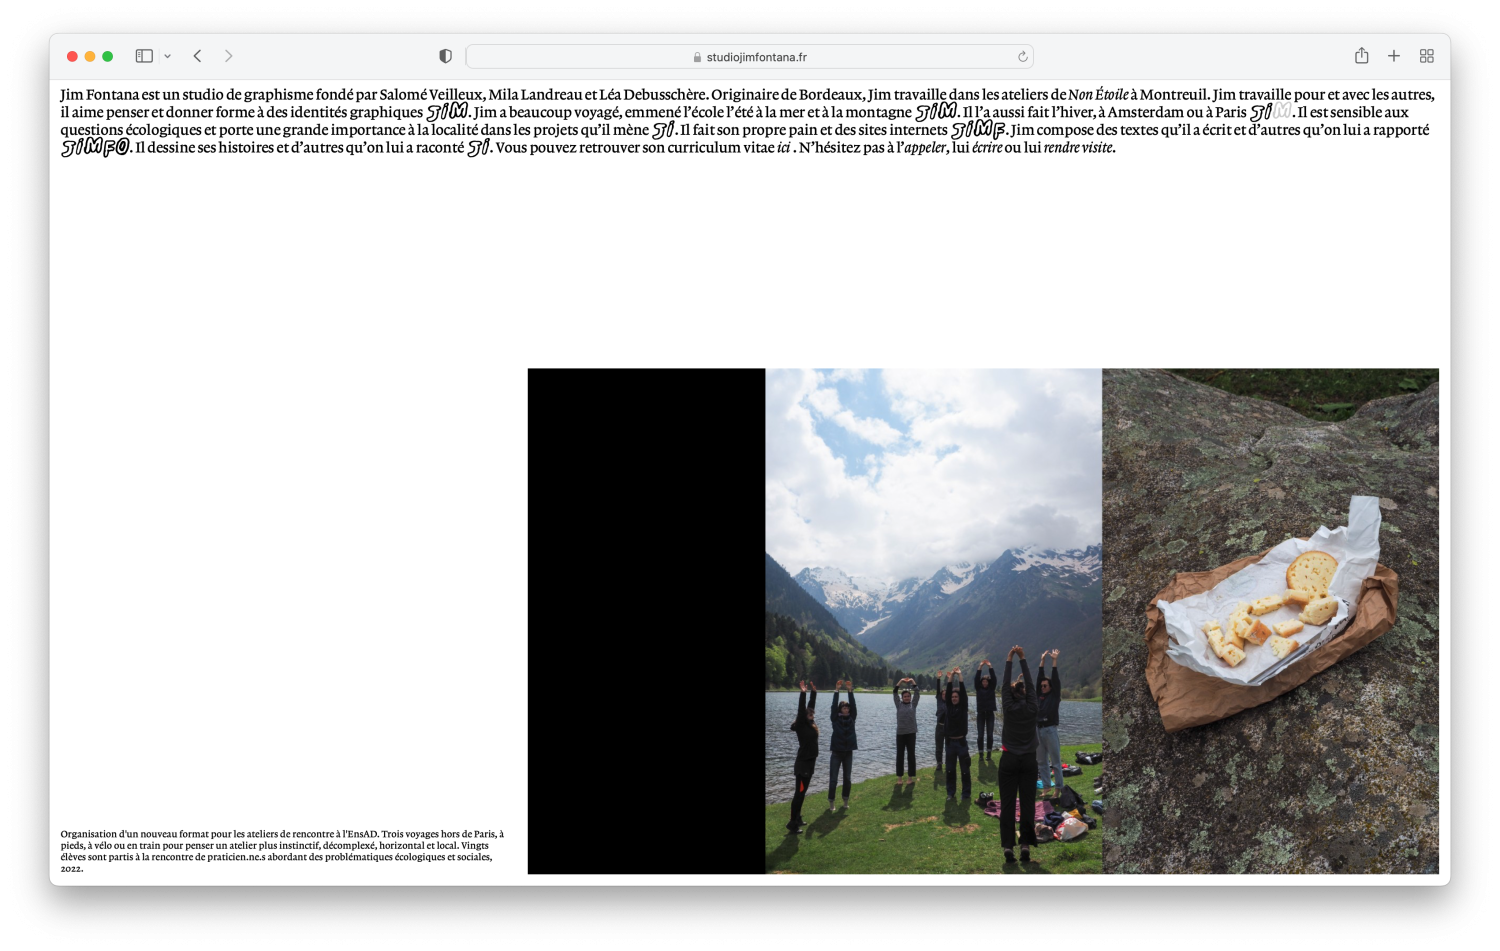 studiojimfontana.fr
Jim Fontana est un studio de graphisme fondé par Salomé Veilleux, Mila Landreau et Léa Debusschère. Originaire de Bordeaux, Jim travaille dans les ateliers de Non Étoile à Montreuil. Jim travaille pour et avec les autres,
il aime penser et donner forme à des identités graphiques JiM. Jim a beaucoup voyagé, emmené l’école l’été à la mer et à la montagne JiM. Il l’a aussi fait l’hiver, à Amsterdam ou à Paris JiM. Il est sensible aux
questions écologiques et porte une grande importance à la localité dans les projets qu’il mène Ji. Il fait son propre pain et des sites internets JiMF. Jim compose des textes qu’il a écrit et d’autres qu’on lui a rapporté
JiMFO. Il dessine ses histoires et d’autres qu’on lui a raconté Ji. Vous pouvez retrouver son curriculum vitae ici . N’hésitez pas à l’appeler, lui écrire ou lui rendre visite.
Organisation d'un nouveau format pour les ateliers de rencontre à l'EnsAD. Trois voyages hors de Paris, à
pieds, à vélo ou en train pour penser un atelier plus instinctif, décomplexé, horizontal et local. Vingts
élèves sont partis à la rencontre de praticien.ne.s abordant des problématiques écologiques et sociales,
2022.